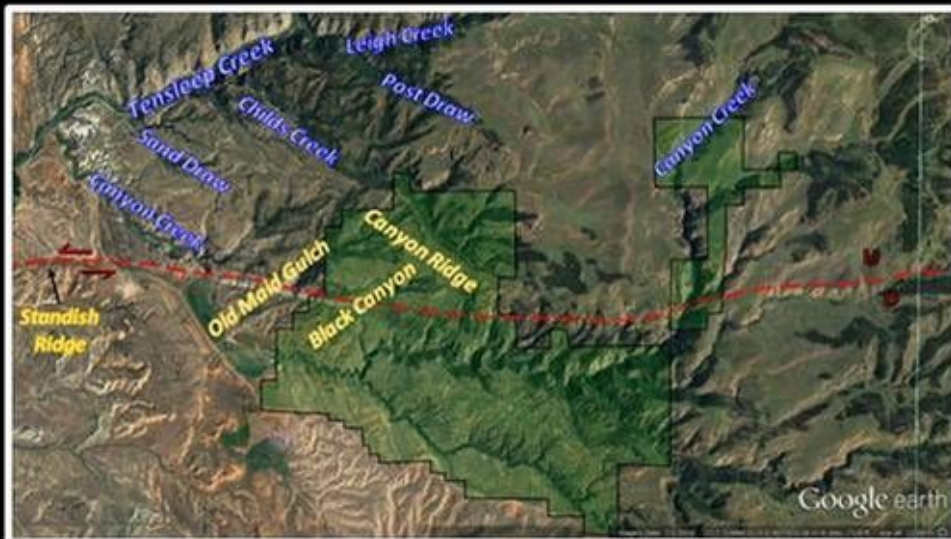 Leigh Creek
Tensleep Creek
Post Draw
Childs Creek
Canyon Creek
Sand Draw
Canyon Creek
Canyon Ridge
Old Maid Gulch
Black Canyon
U
D
Standish
Ridge
Google earth